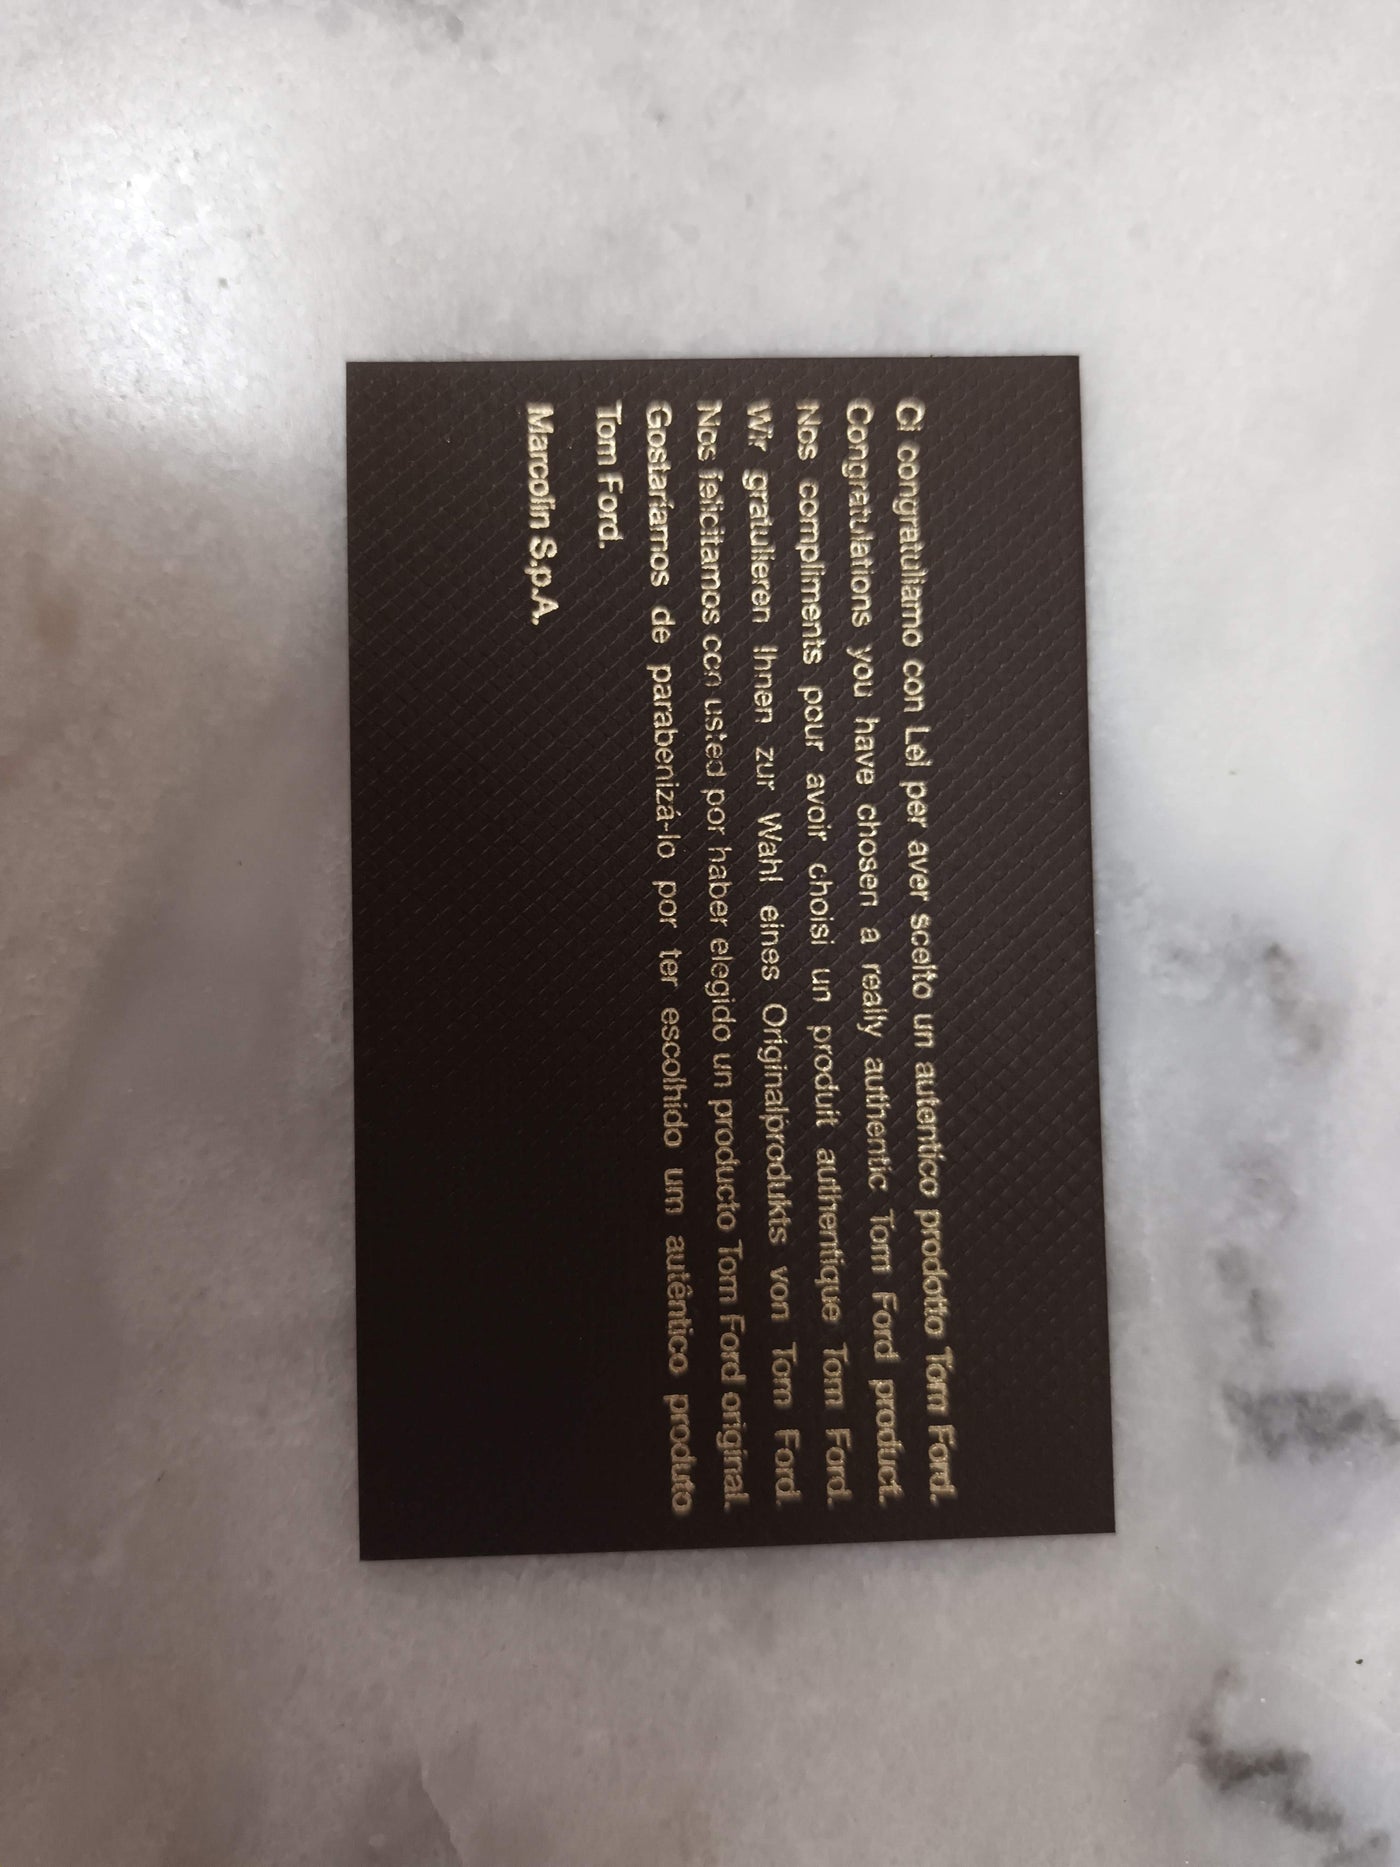 Ci congratuliamo con Lei per aver scelto un autentico prodotto Tom Ford.
Congratulations you have chosen a really authentic Tom Ford product.
Nos compliments pour avoir choisi un produit authentique Tom Ford.
Wir gratulieren Ihnen zur Wahl eines Originalprodukts von Tom Ford.
Nos felicitamos con usted por haber elegido un producto Tom Ford original.
Gostaríamos de parabenizá-lo por ter escolhido um autêntico produto
Tom Ford.
Marcolin S.p.A.